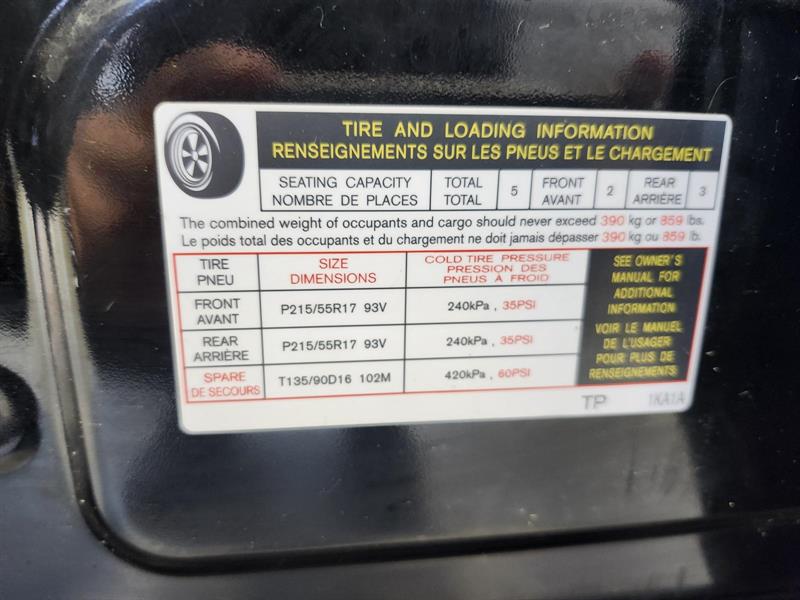 TIRE AND LOADING INFORMATION
RENSEIGNEMENTS SUR LES PNEUS ET LE CHARGEMENT
SEATING CAPACITY TOTAL 5 FRONT 2 REAR 3
NOMBRE DE PLACES TOTAL AVANT ARRIÈRE
The combined weight of occupants and cargo should never exceed 390 kg or 859 lbs.
Le poids total des occupants et du chargement ne doit jamais dépasser 390 kg ou 859 lb.
TIRE
PNEU
SIZE
DIMENSIONS
COLD TIRE PRESSURE
PRESSION DES
PNEUS À FROID
FRONT
AVANT
P215/55R17 93V
240kPa , 35PSI
REAR
ARRIÈRE
P215/55R17 93V
240kPa , 35PSI
SPARE
DE SECOURS
T135/90D16 102M
420kPa , 60PSI
SEE OWNER'S
MANUAL FOR
ADDITIONAL
INFORMATION
VOIR LE MANUEL
DE L'USAGER
POUR PLUS DE
RENSEIGNEMENTS
TP 1KA1A